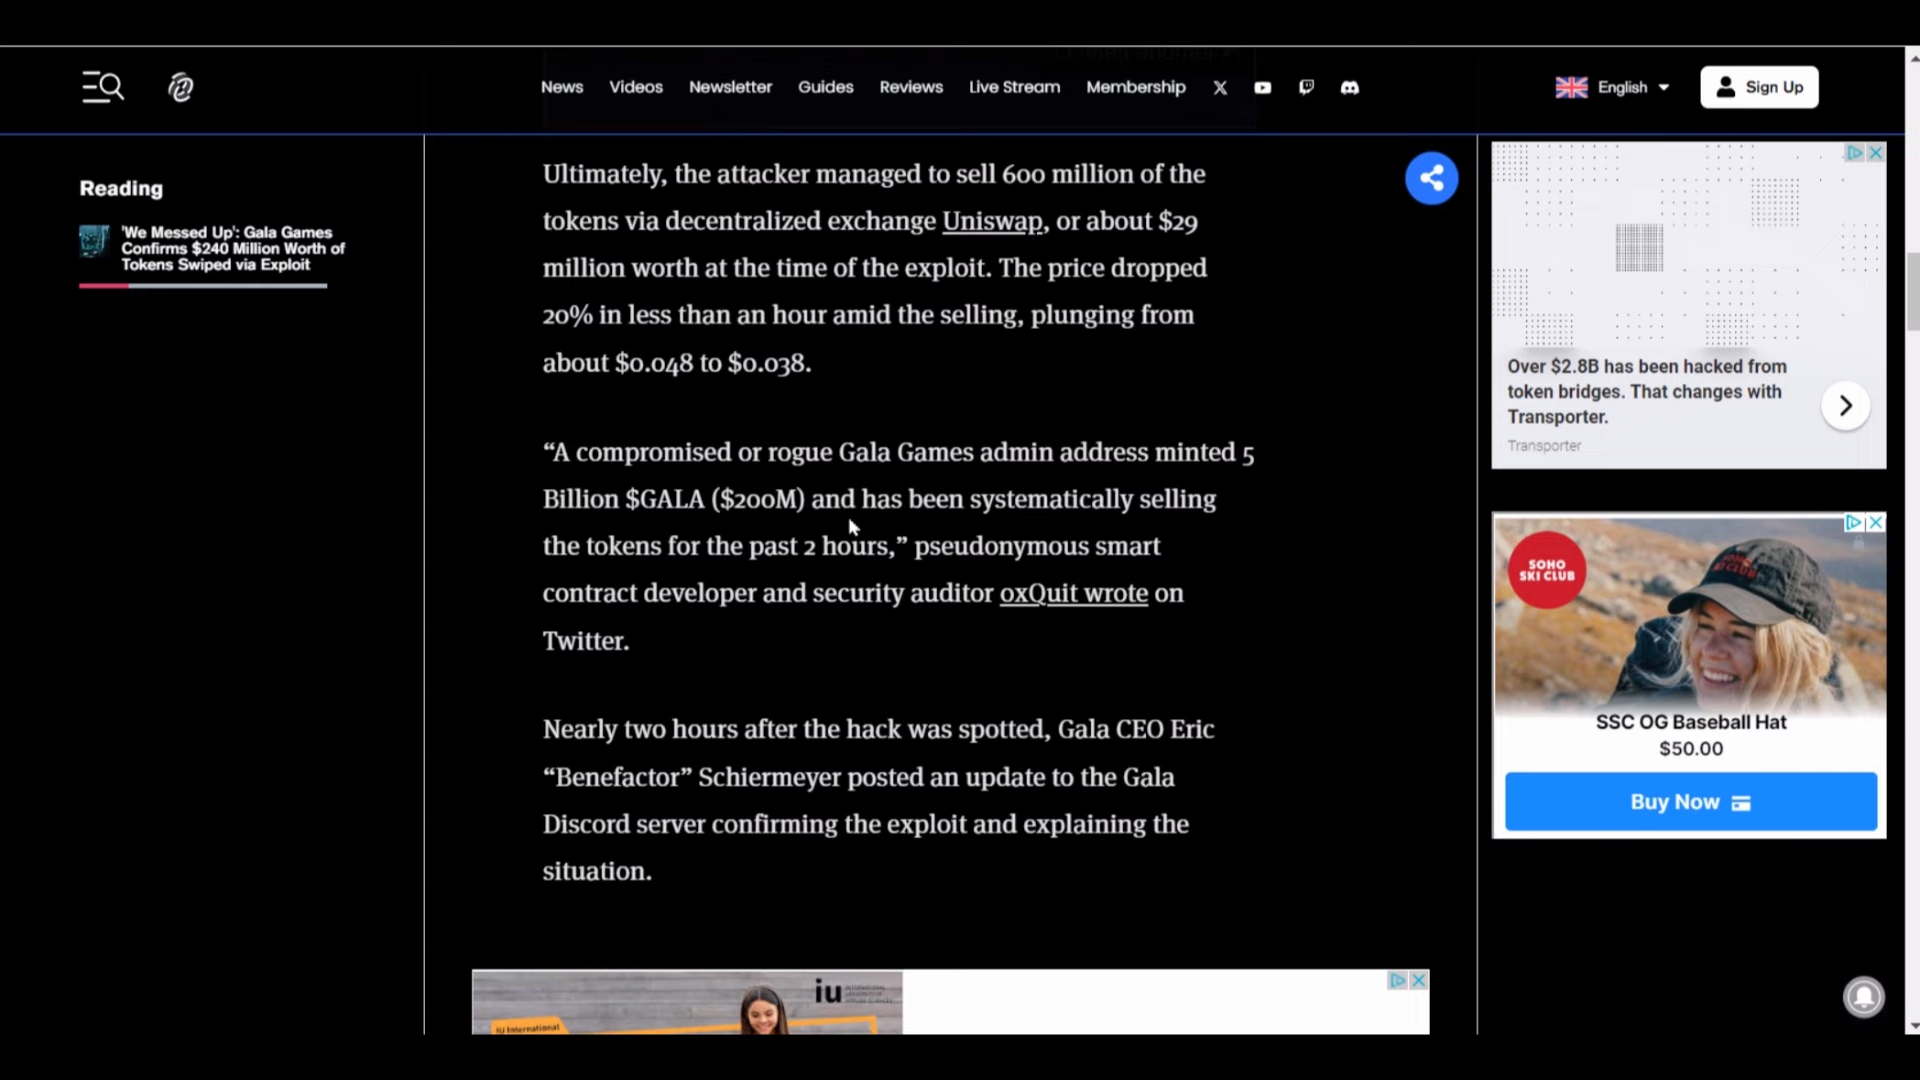 News Videos Newsletter Guides Reviews Live Stream Membership
English
Sign Up
Reading
'We Messed Up': Gala Games
Confirms $240 Million Worth of
Tokens Swiped via Exploit
Ultimately, the attacker managed to sell 600 million of the
tokens via decentralized exchange Uniswap, or about $29
million worth at the time of the exploit. The price dropped
20% in less than an hour amid the selling, plunging from
about $0.048 to $0.038.
“A compromised or rogue Gala Games admin address minted 5
Billion $GALA ($200M) and has been systematically selling
the tokens for the past 2 hours,” pseudonymous smart
contract developer and security auditor 0xQuit wrote on
Twitter.
Nearly two hours after the hack was spotted, Gala CEO Eric
“Benefactor” Schiermeyer posted an update to the Gala
Discord server confirming the exploit and explaining the
situation.
Over $2.8B has been hacked from
token bridges. That changes with
Transporter.
Transporter
SOHO
SKI CLUB
SSC OG Baseball Hat
$50.00
Buy Now
iu INTERNATIONAL
UNIVERSITY OF
APPLIED SCIENCES
IU International